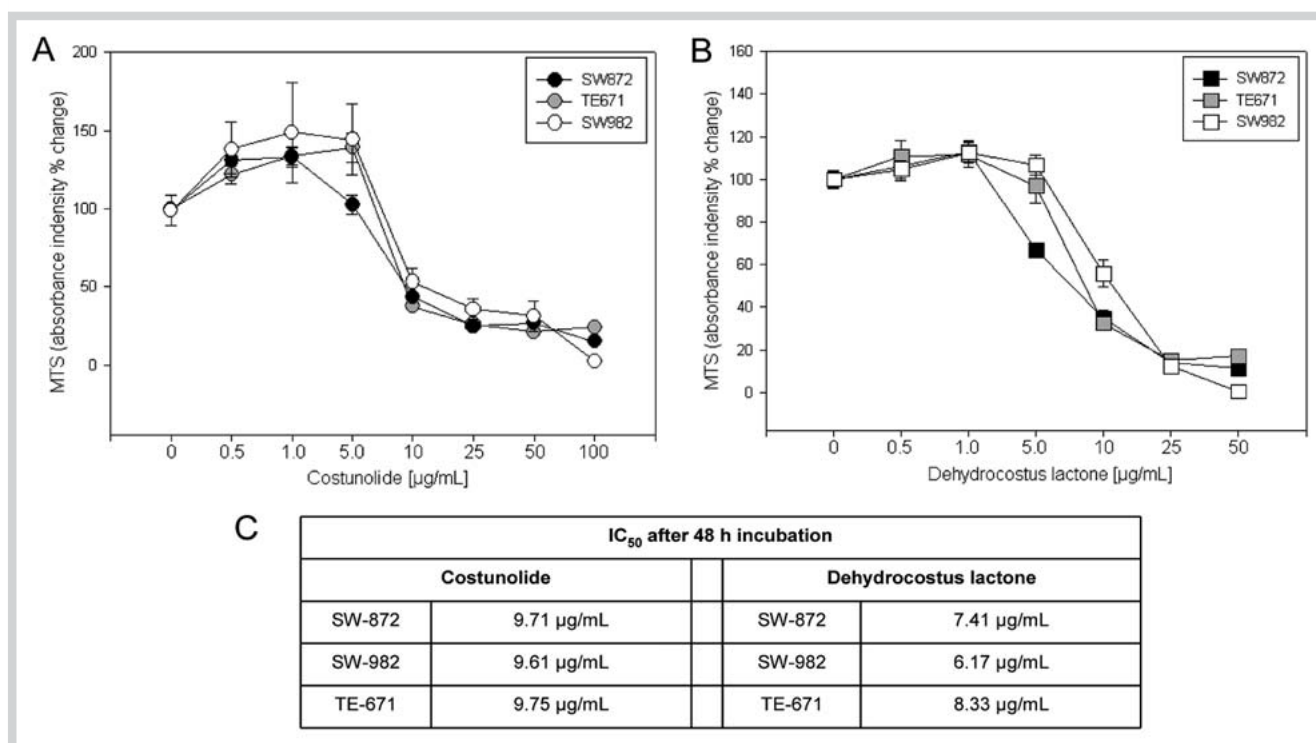 A
200
150
100
50
0
MTS (absorbance indensity % change)
SW872
TE671
SW982
0 0.5 1.0 5.0 10 25 50 100
Costunolide [µg/mL]
B
160
140
120
100
80
60
40
20
0
MTS (absorbance indensity % change)
SW872
TE671
SW982
0 0.5 1.0 5.0 10 25 50
Dehydrocostus lactone [µg/mL]
C
IC50 after 48 h incubation
Costunolide Dehydrocostus lactone
SW-872 9.71 µg/mL SW-872 7.41 µg/mL
SW-982 9.61 µg/mL SW-982 6.17 µg/mL
TE-671 9.75 µg/mL TE-671 8.33 µg/mL